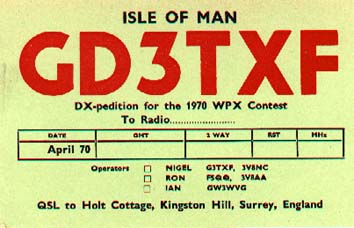 ISLE OF MAN
GD3TXF
DX-pedition for the 1970 WPX Contest
To Radio......................
DATE GMT 2 WAY RST MHz
April 70
Operators NIGEL G3TXF, 3V8NC
RON F5QQ, 3V8AA
IAN GW3WVG
QSL to Holt Cottage, Kingston Hill, Surrey, England